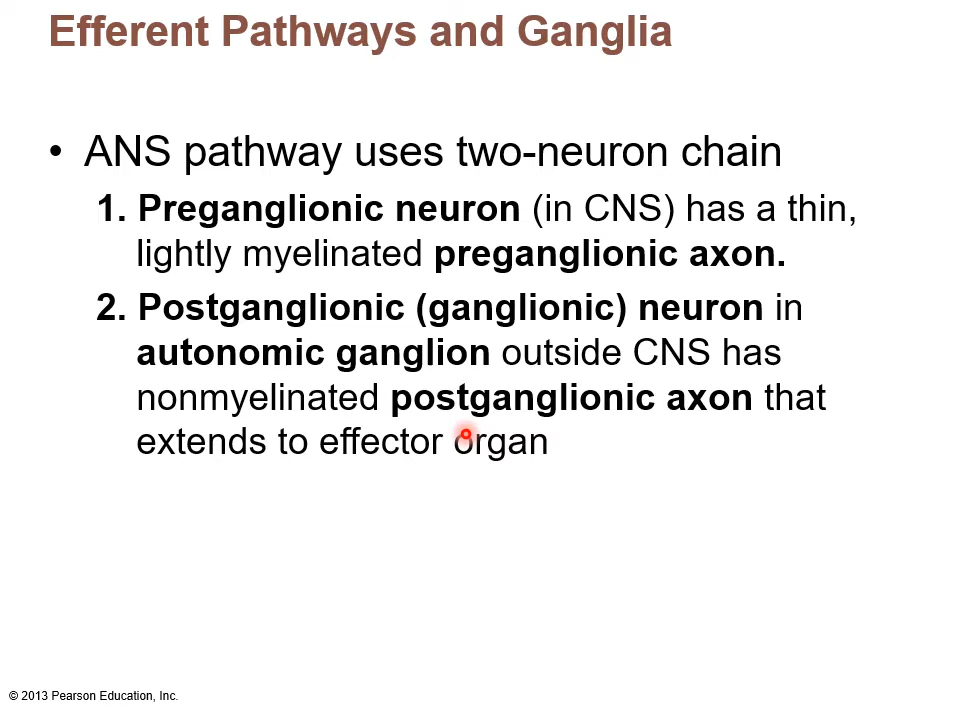 Efferent Pathways and Ganglia
• ANS pathway uses two-neuron chain
1. Preganglionic neuron (in CNS) has a thin,
lightly myelinated preganglionic axon.
2. Postganglionic (ganglionic) neuron in
autonomic ganglion outside CNS has
nonmyelinated postganglionic axon that
extends to effector organ
© 2013 Pearson Education, Inc.